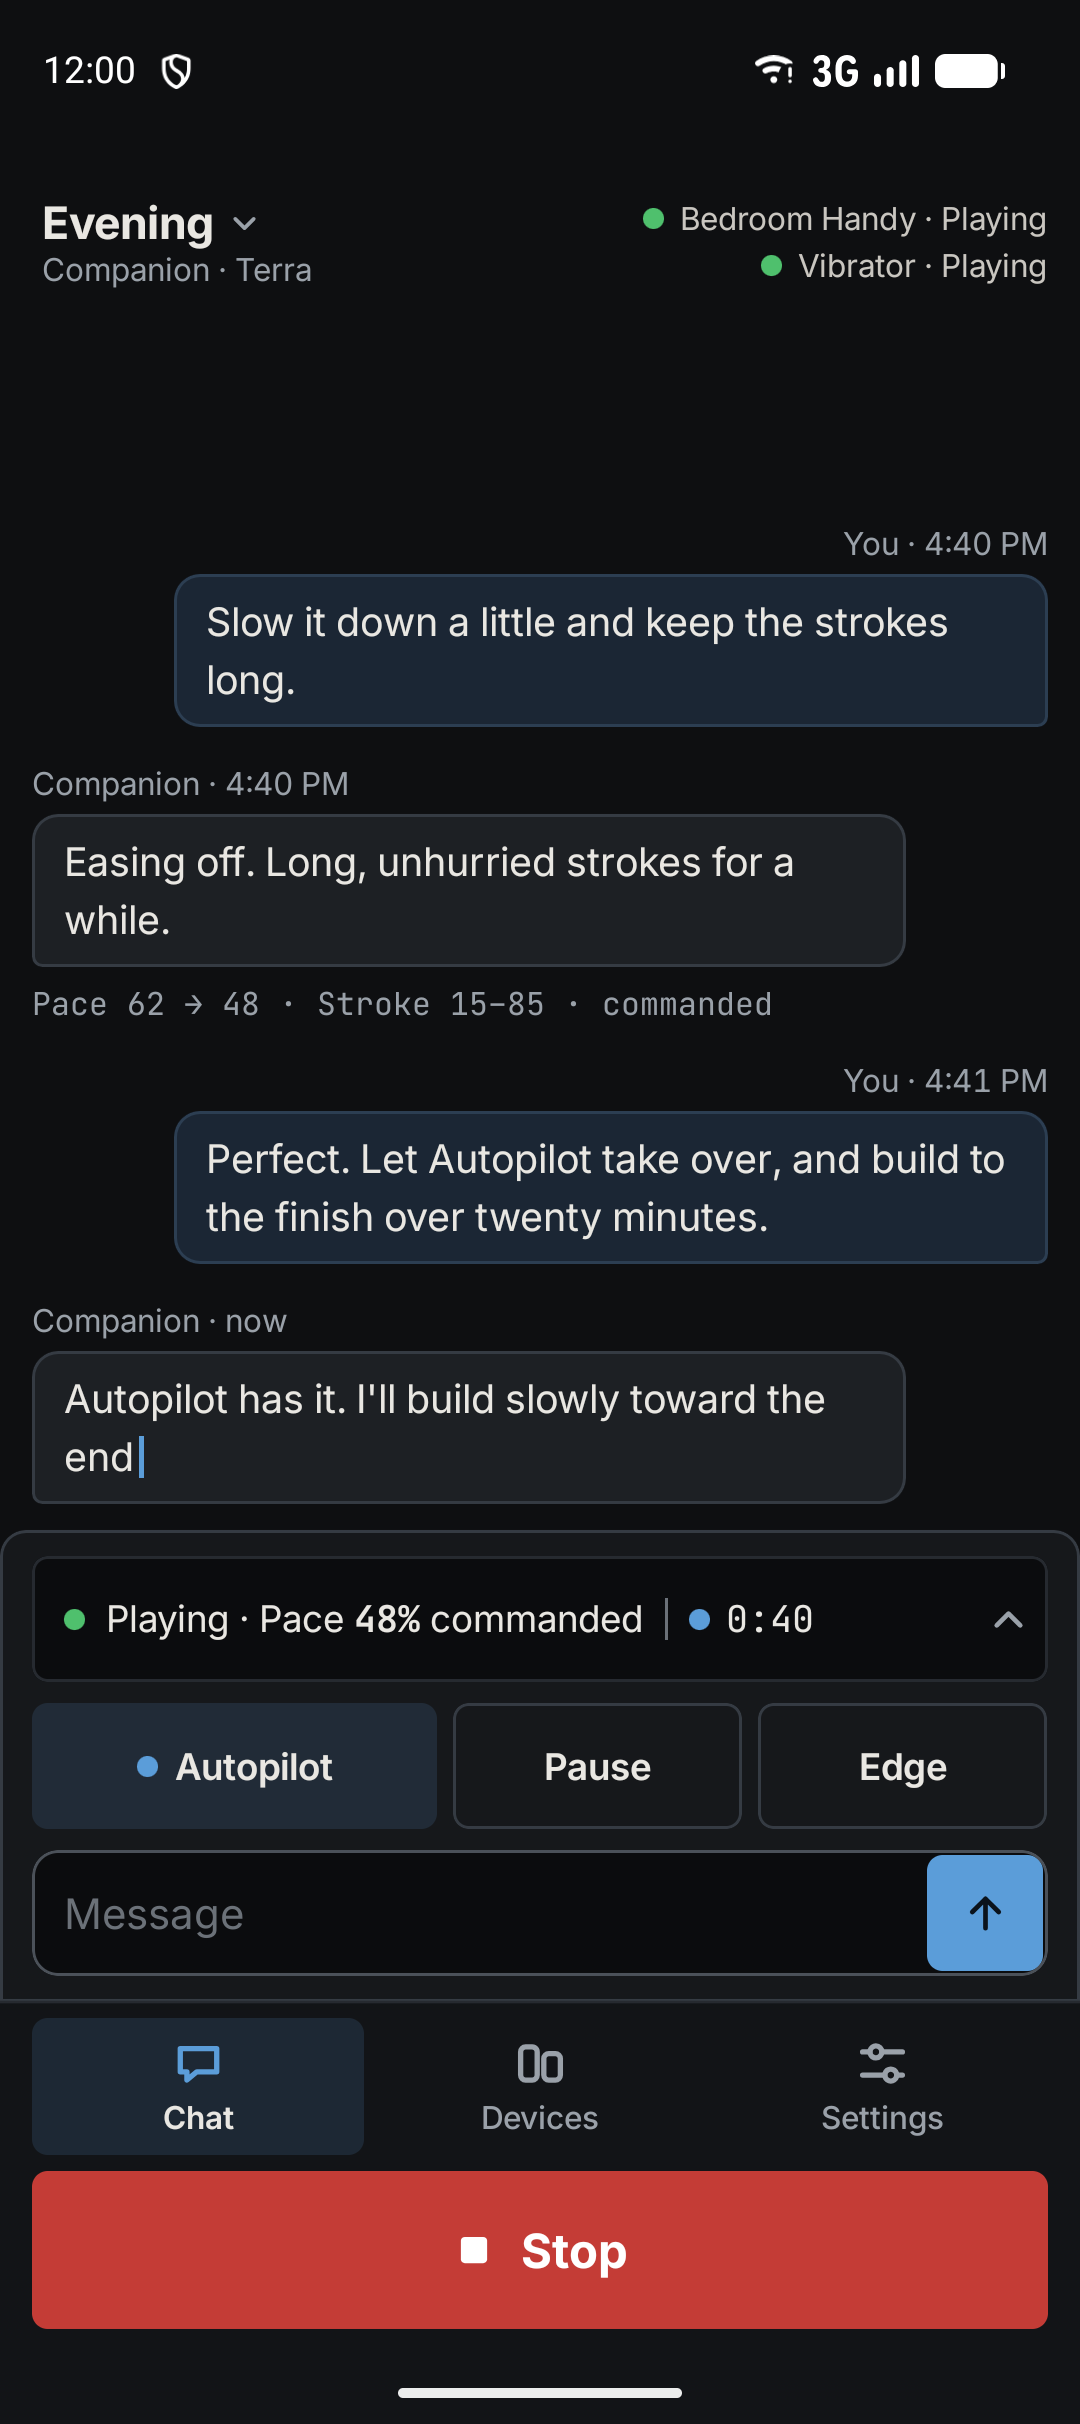 12:00
3G
Evening
Companion · Terra
Bedroom Handy · Playing
Vibrator · Playing
You · 4:40 PM
Slow it down a little and keep the strokes
long.
Companion · 4:40 PM
Easing off. Long, unhurried strokes for a
while.
Pace 62 → 48 · Stroke 15–85 · commanded
You · 4:41 PM
Perfect. Let Autopilot take over, and build to
the finish over twenty minutes.
Companion · now
Autopilot has it. I'll build slowly toward the
end
Playing · Pace 48% commanded
0:40
Autopilot
Pause
Edge
Message
Chat
Devices
Settings
Stop